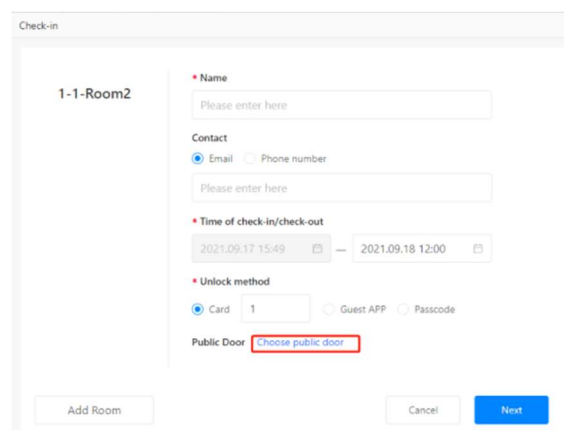 Check-in
1-1-Room2
* Name
Please enter here
Contact
Email Phone number
Please enter here
* Time of check-in/check-out
2021.09.17 15:49 — 2021.09.18 12:00
* Unlock method
Card 1 Guest APP Passcode
Public Door Choose public door
Add Room Cancel Next